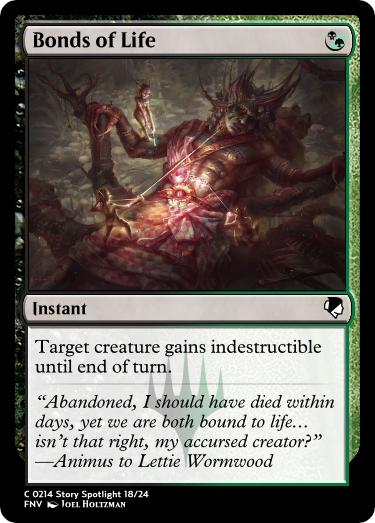 Bonds of Life
Instant
Target creature gains indestructible
until end of turn.
“Abandoned, I should have died within
days, yet we are both bound to life…
isn't that right, my accursed creator?”
—Animus to Lettie Wormwood
C 0214 Story Spotlight 18/24
FNV Joel Holtzman